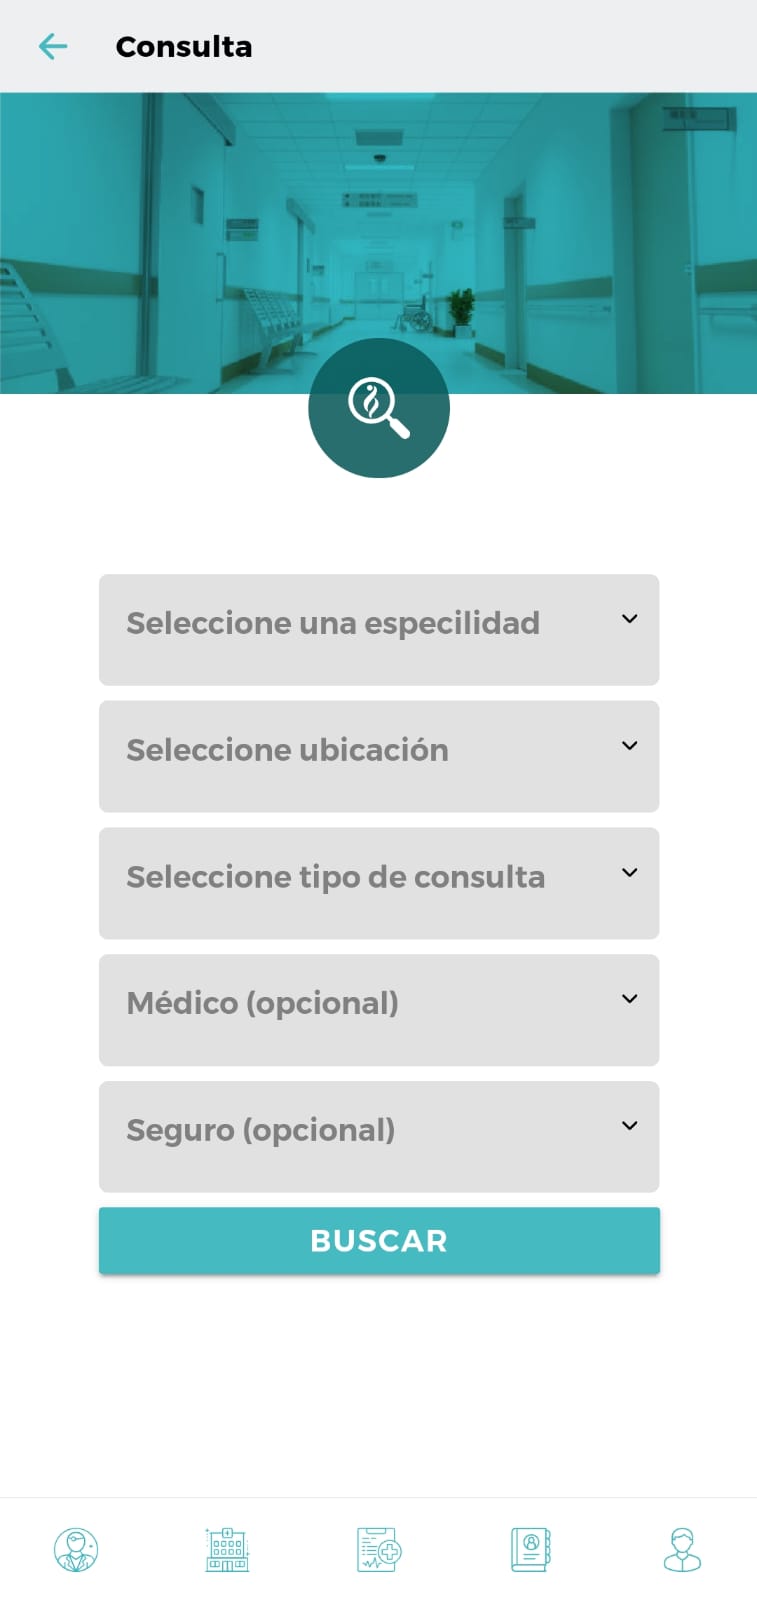 Consulta
Seleccione una especilidad
Seleccione ubicación
Seleccione tipo de consulta
Médico (opcional)
Seguro (opcional)
BUSCAR